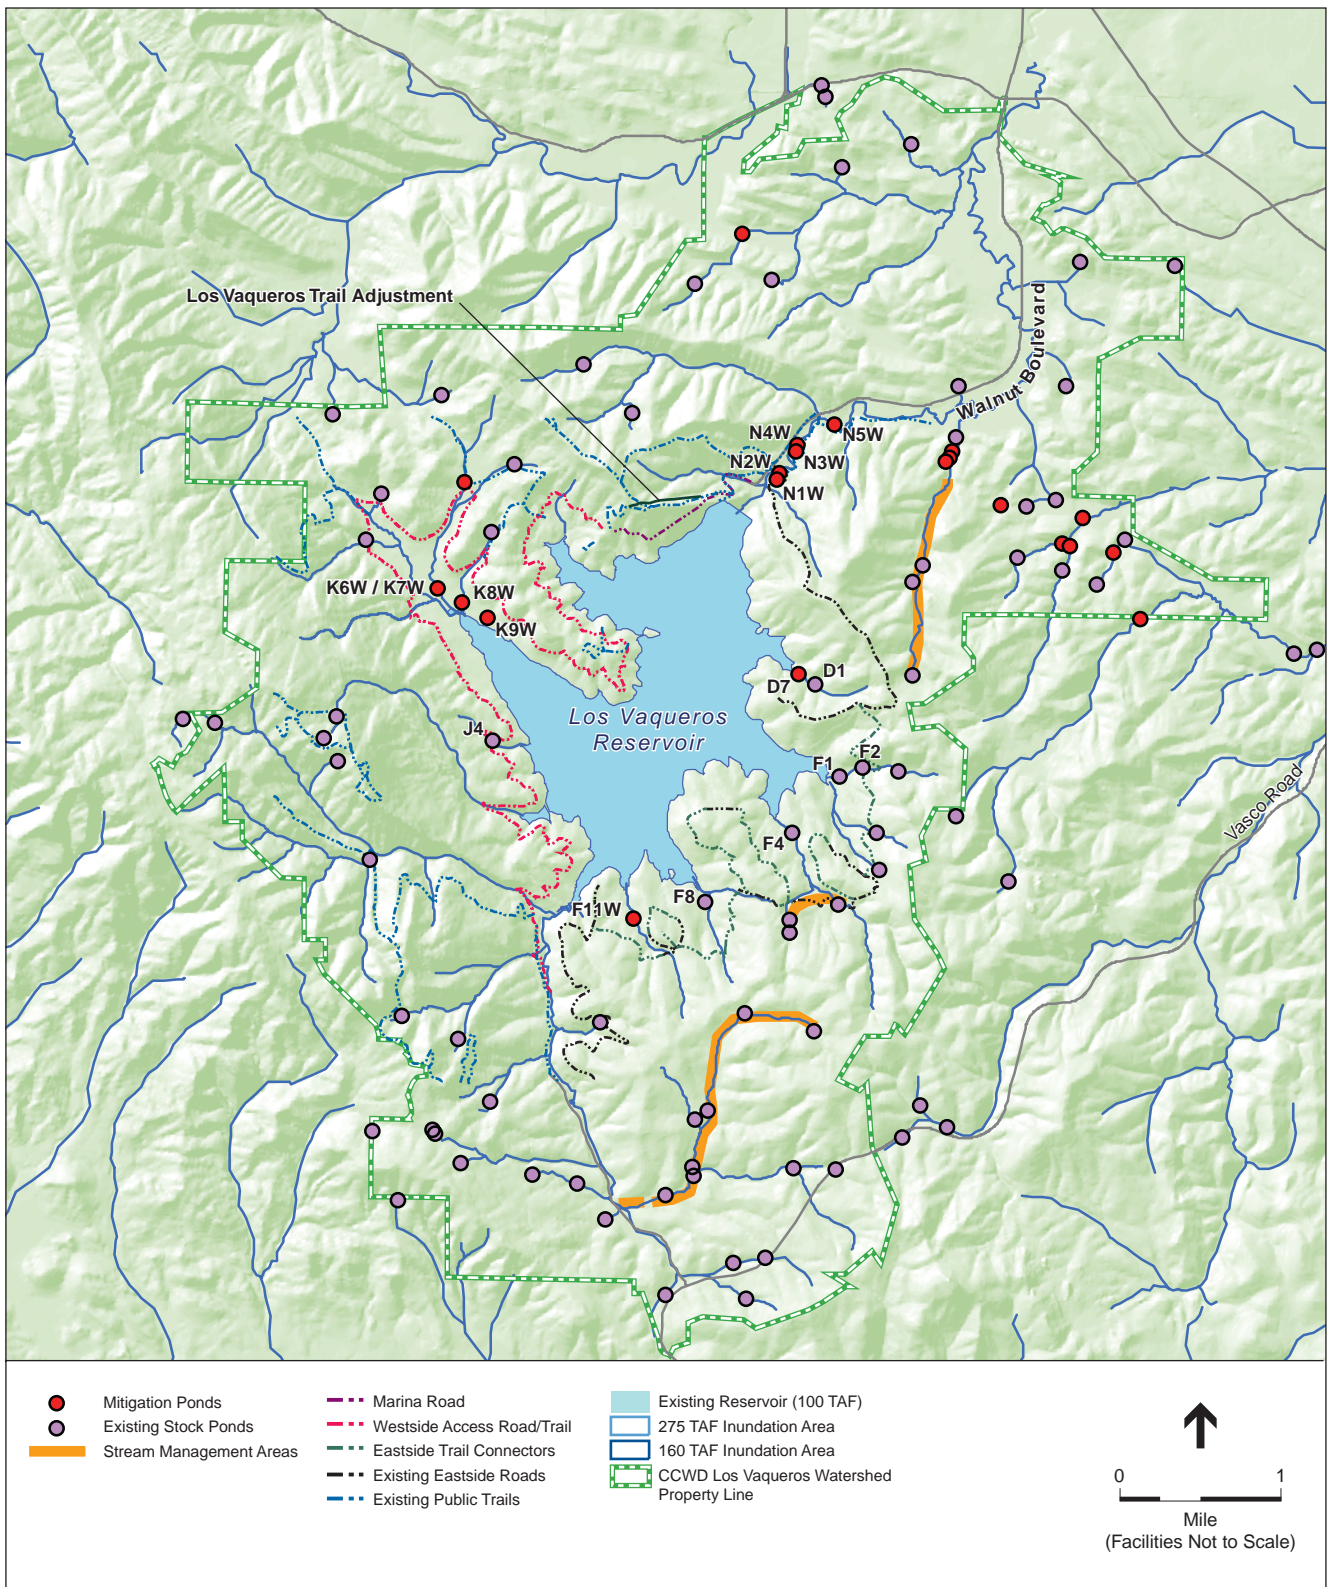 Los Vaqueros Trail Adjustment
Walnut Boulevard
N4W
N5W
N3W
N2W
N1W
K6W / K7W
K8W
K9W
D1
D7
Los Vaqueros
Reservoir
J4
F1
F2
Vasco Road
F4
F8
F11W
Mitigation Ponds
Existing Stock Ponds
Stream Management Areas
Marina Road
Westside Access Road/Trail
Eastside Trail Connectors
Existing Eastside Roads
Existing Public Trails
Existing Reservoir (100 TAF)
275 TAF Inundation Area
160 TAF Inundation Area
CCWD Los Vaqueros Watershed
Property Line
0 1
Mile
(Facilities Not to Scale)